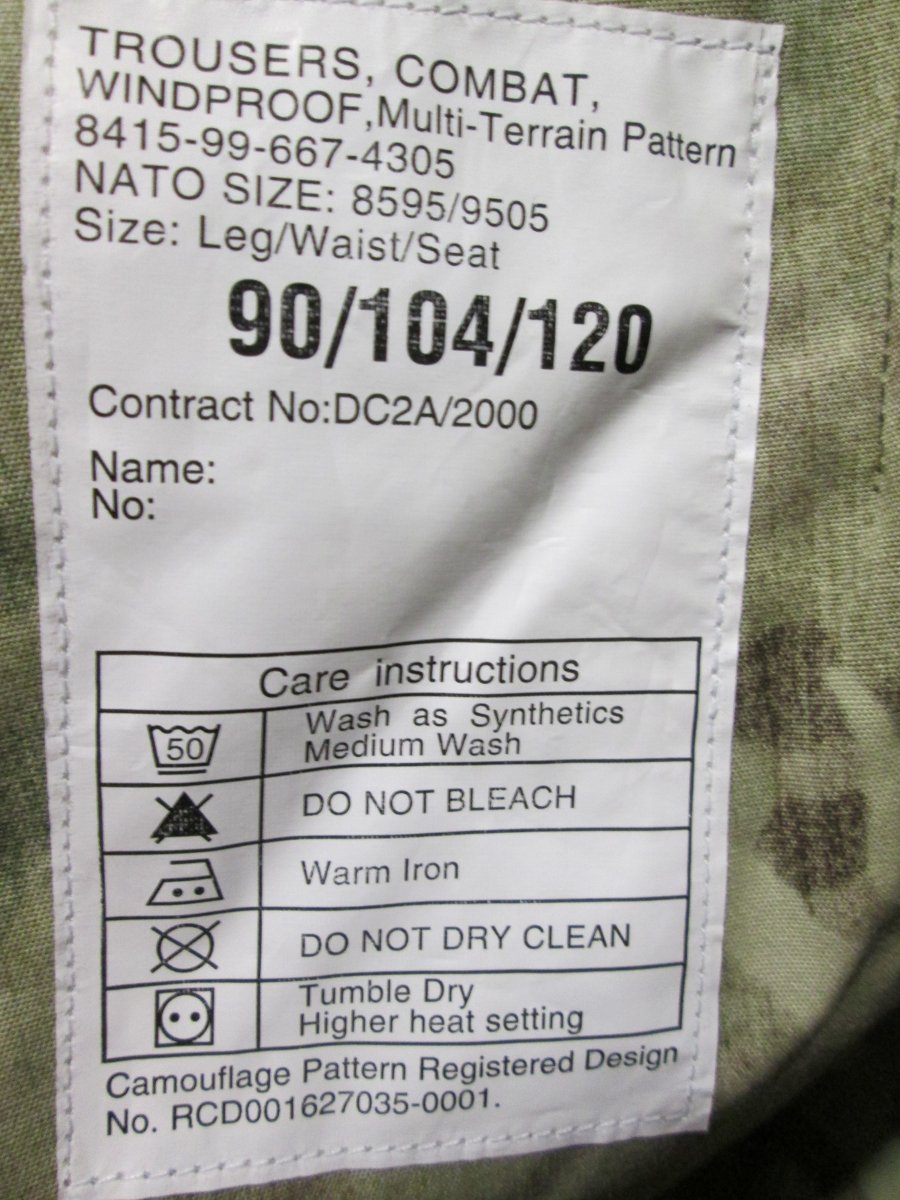 TROUSERS, COMBAT,
WINDPROOF,Multi-Terrain Pattern
8415-99-667-4305
NATO SIZE: 8595/9505
Size: Leg/Waist/Seat
90/104/120
Contract No:DC2A/2000
Name:
No:
Care instructions
50
Wash as Synthetics
Medium Wash
DO NOT BLEACH
Warm Iron
DO NOT DRY CLEAN
Tumble Dry
Higher heat setting
Camouflage Pattern Registered Design
No. RCD001627035-0001.